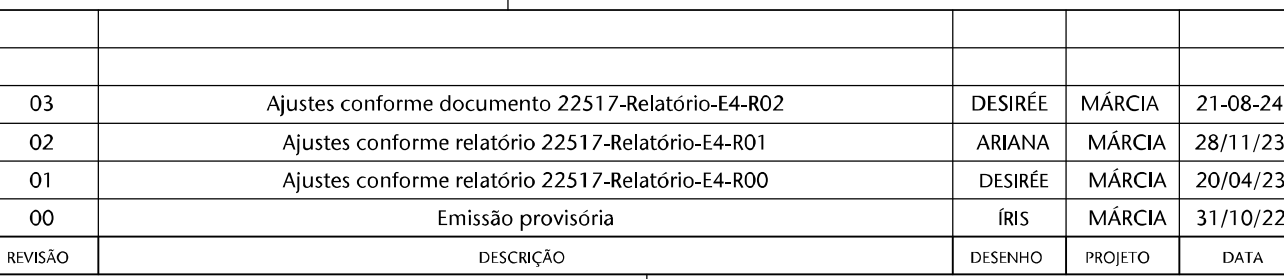 03 Ajustes conforme documento 22517-Relatório-E4-R02 DESIRÉE MÁRCIA 21-08-24
02 Ajustes conforme relatório 22517-Relatório-E4-R01 ARIANA MÁRCIA 28/11/23
01 Ajustes conforme relatório 22517-Relatório-E4-R00 DESIRÉE MÁRCIA 20/04/23
00 Emissão provisória ÍRIS MÁRCIA 31/10/22
REVISÃO DESCRIÇÃO DESENHO PROJETO DATA